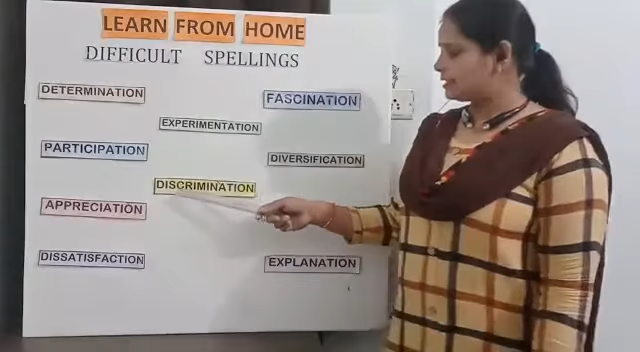 LEARN FROM HOME
DIFFICULT SPELLINGS
DETERMINATION
FASCINATION
EXPERIMENTATION
PARTICIPATION
DIVERSIFICATION
DISCRIMINATION
APPRECIATION
DISSATISFACTION
EXPLANATION